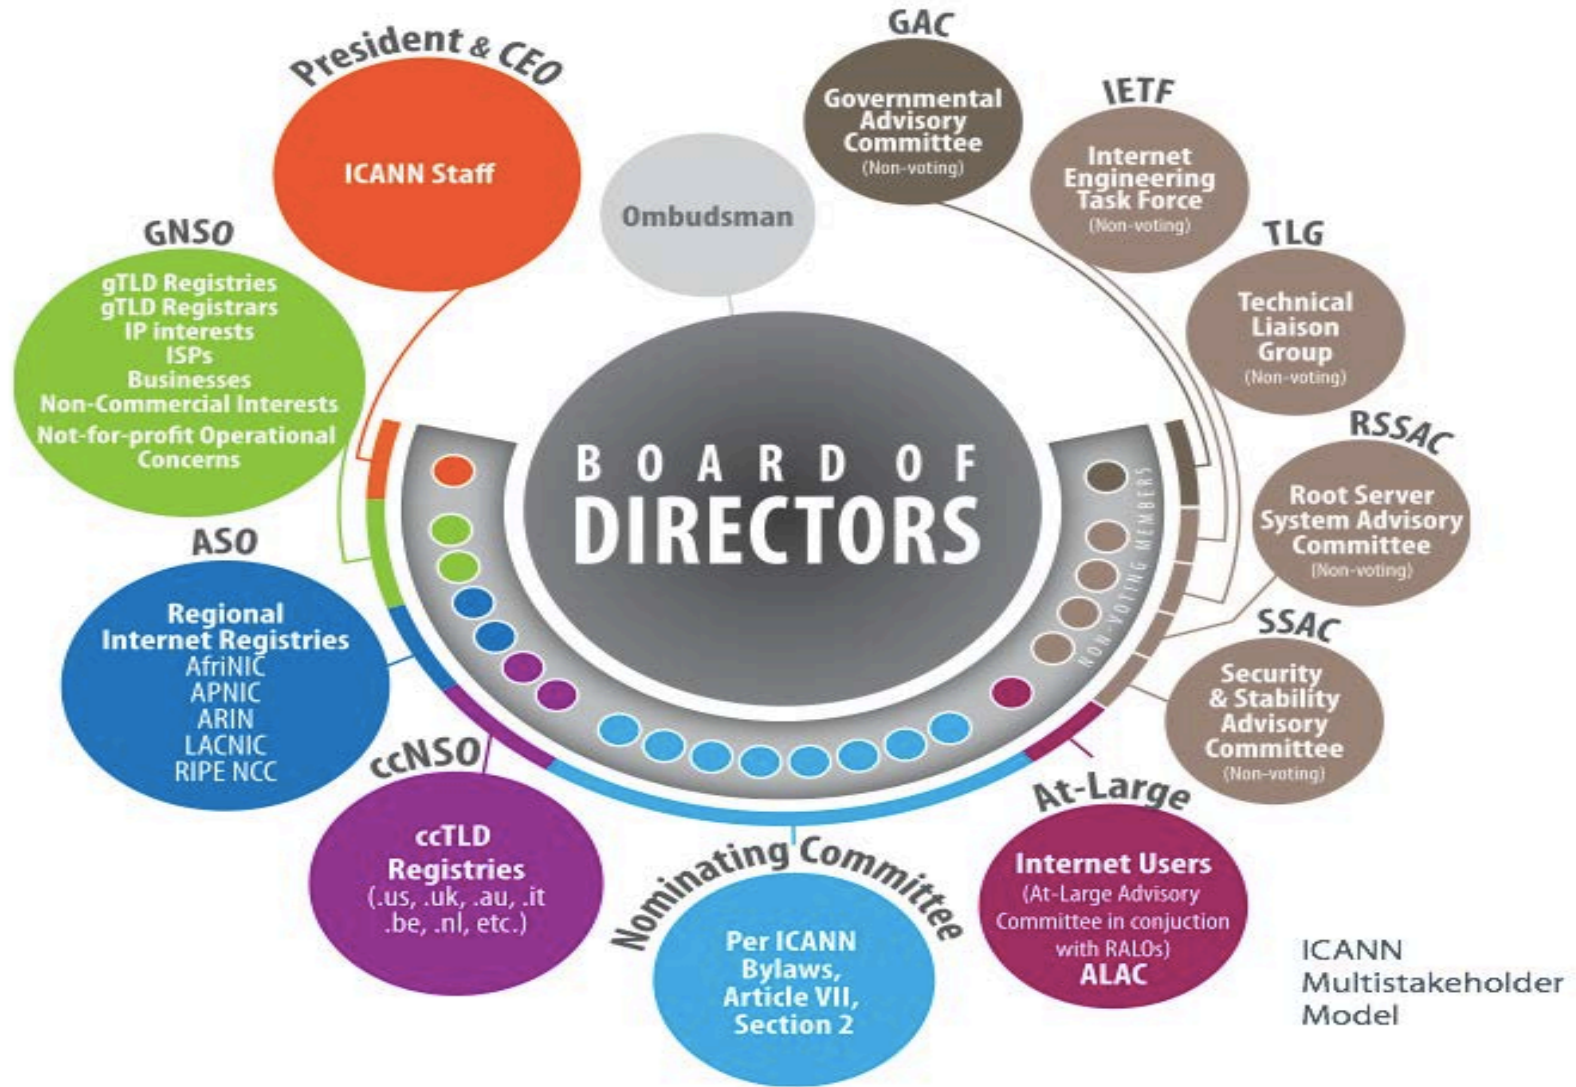 President & CEO
ICANN Staff
Ombudsman
GAC
Governmental
Advisory
Committee
(Non-voting)
IETF
Internet
Engineering
Task Force
(Non-voting)
TLG
Technical
Liaison
Group
(Non-voting)
RSSAC
Root Server
System Advisory
Committee
(Non-voting)
SSAC
Security
& Stability
Advisory
Committee
(Non-voting)
GNSO
gTLD Registries
gTLD Registrars
IP interests
ISPs
Businesses
Non-Commercial Interests
Not-for-profit Operational
Concerns
ASO
Regional
Internet Registries
AfriNIC
APNIC
ARIN
LACNIC
RIPE NCC
BOARD OF
DIRECTORS
NON-VOTING MEMBERS
ccNSO
ccTLD
Registries
(.us, .uk, .au, .it
.be, .nl, etc.)
Nominating Committee
Per ICANN
Bylaws,
Article VII,
Section 2
At-Large
Internet Users
(At-Large Advisory
Committee in conjuction
with RALOs)
ALAC
ICANN
Multistakeholder
Model